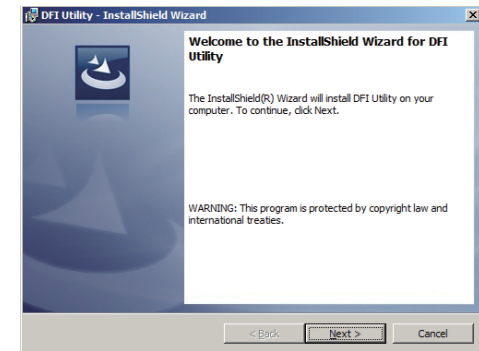 DFI Utility - InstallShield Wizard
Welcome to the InstallShield Wizard for DFI
Utility
The InstallShield(R) Wizard will install DFI Utility on your
computer. To continue, click Next.
WARNING: This program is protected by copyright law and
international treaties.
< Back Next > Cancel